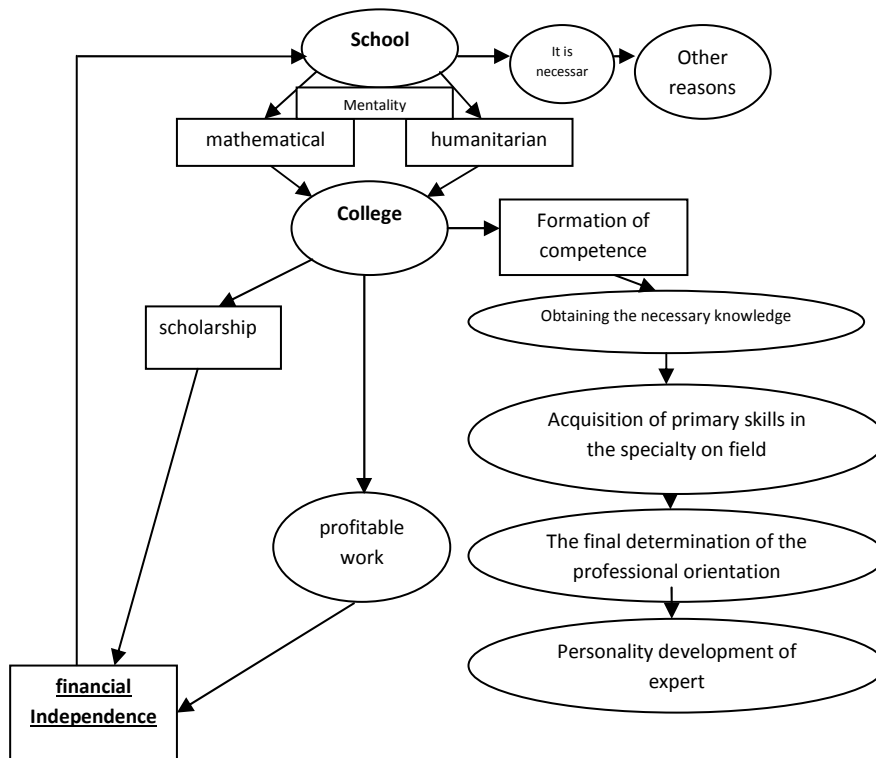 School
It is
necessar
Other
reasons
Mentality
mathematical
humanitarian
College
Formation of
competence
scholarship
Obtaining the necessary knowledge
Acquisition of primary skills in
the specialty on field
profitable
work
The final determination of the
professional orientation
Personality development of
expert
financial
Independence